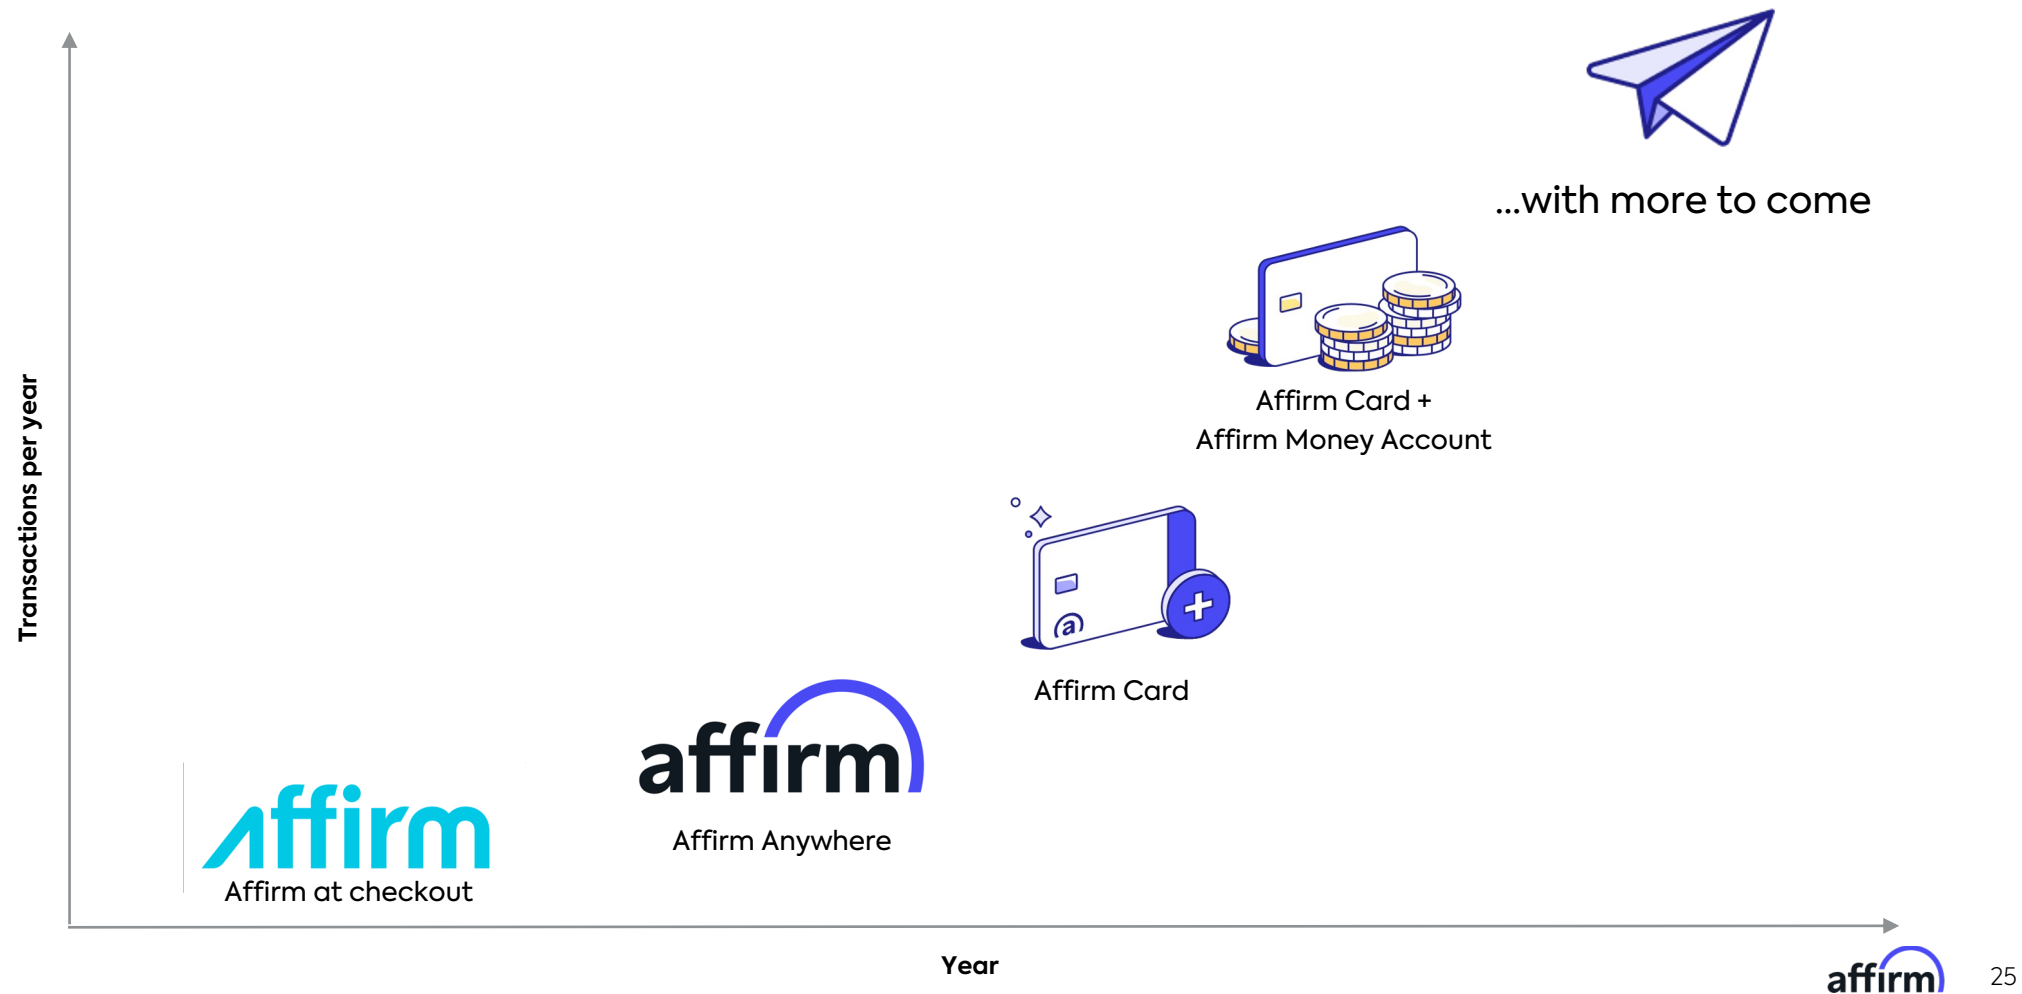 ...with more to come
Affirm Card +
Affirm Money Account
Transactions per year
a
Affirm Card
affirm
Affirm Anywhere
affirm
Affirm at checkout
Year
affirm
25